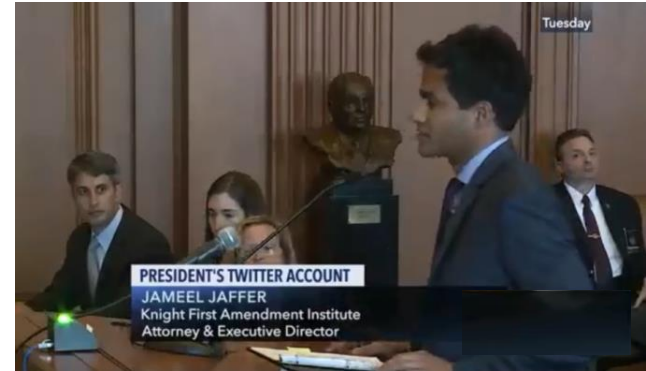 Tuesday
PRESIDENT'S TWITTER ACCOUNT
JAMEEL JAFFER
Knight First Amendment Institute
Attorney & Executive Director